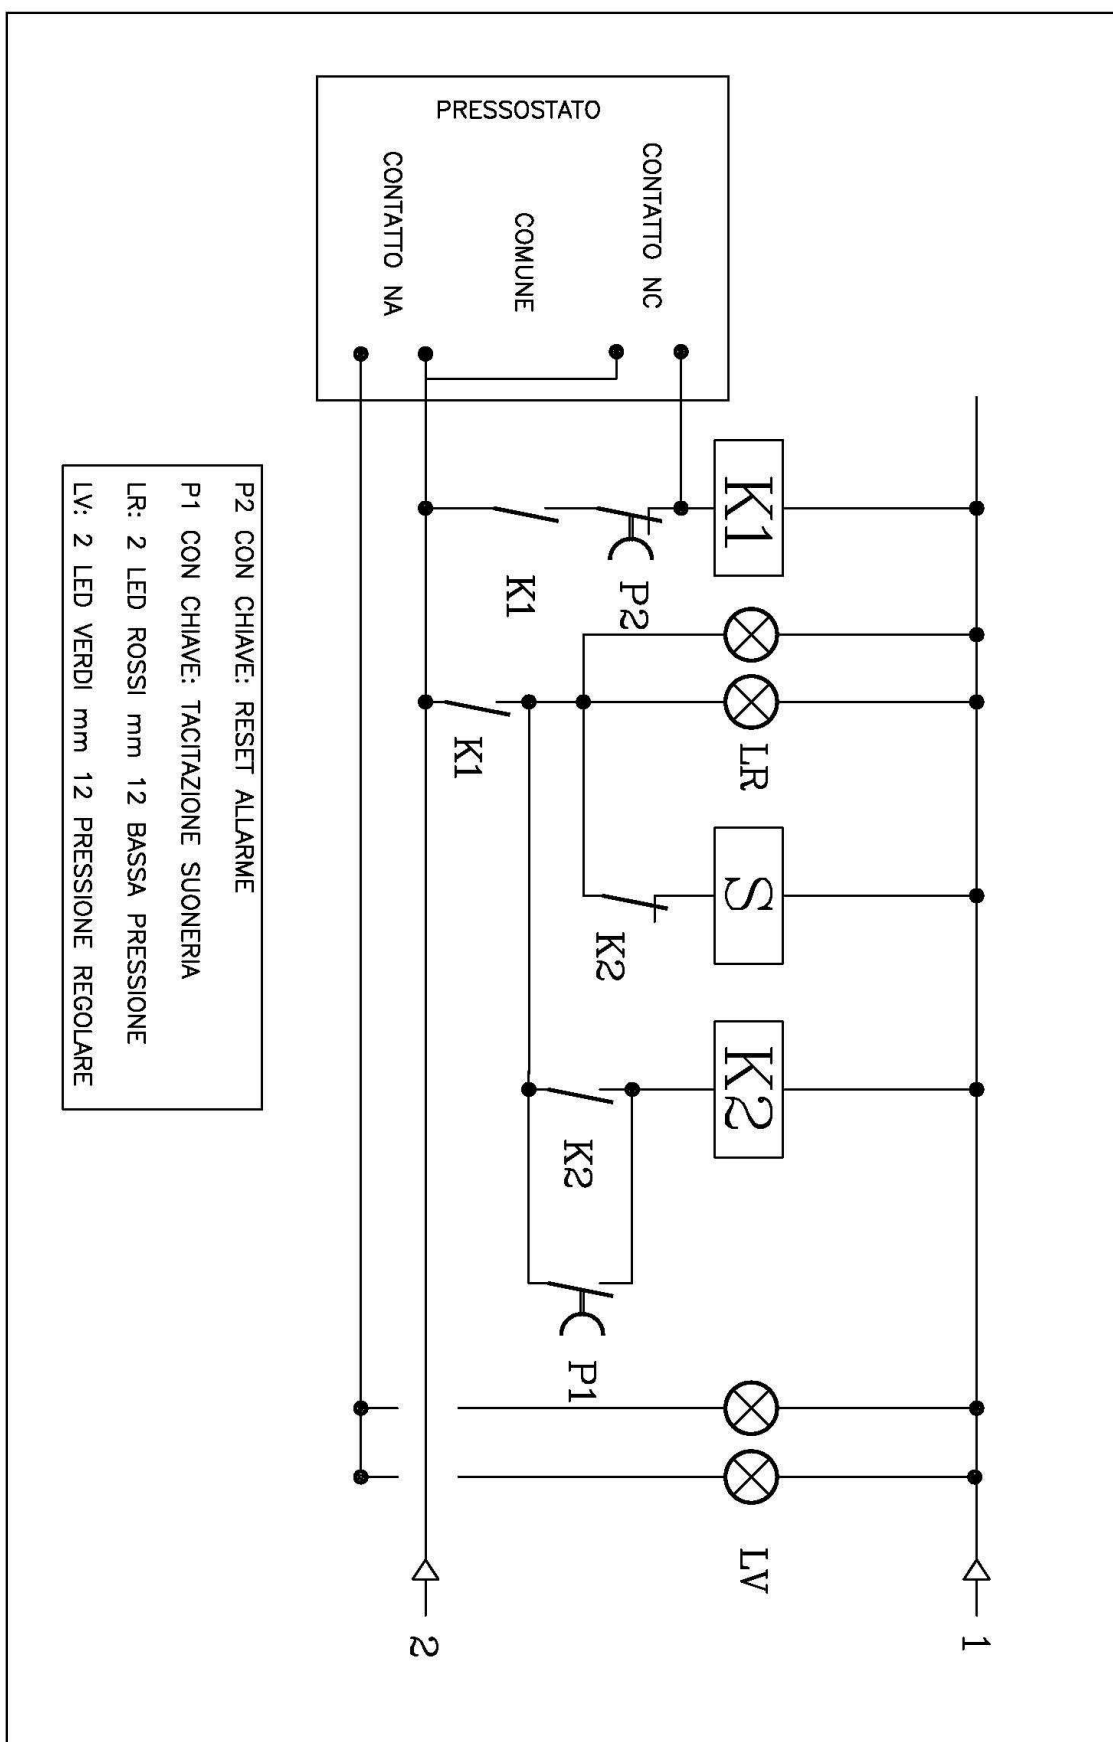 PRESSOSTATO
CONTATTO NC
COMUNE
CONTATTO NA
K1
P2
K1
LR
K1
S
K2
K2
K2
P1
LV
1
2
P2 CON CHIAVE: RESET ALLARME
P1 CON CHIAVE: TACITAZIONE SUONERIA
LR: 2 LED ROSSI mm 12 BASSA PRESSIONE
LV: 2 LED VERDI mm 12 PRESSIONE REGOLARE